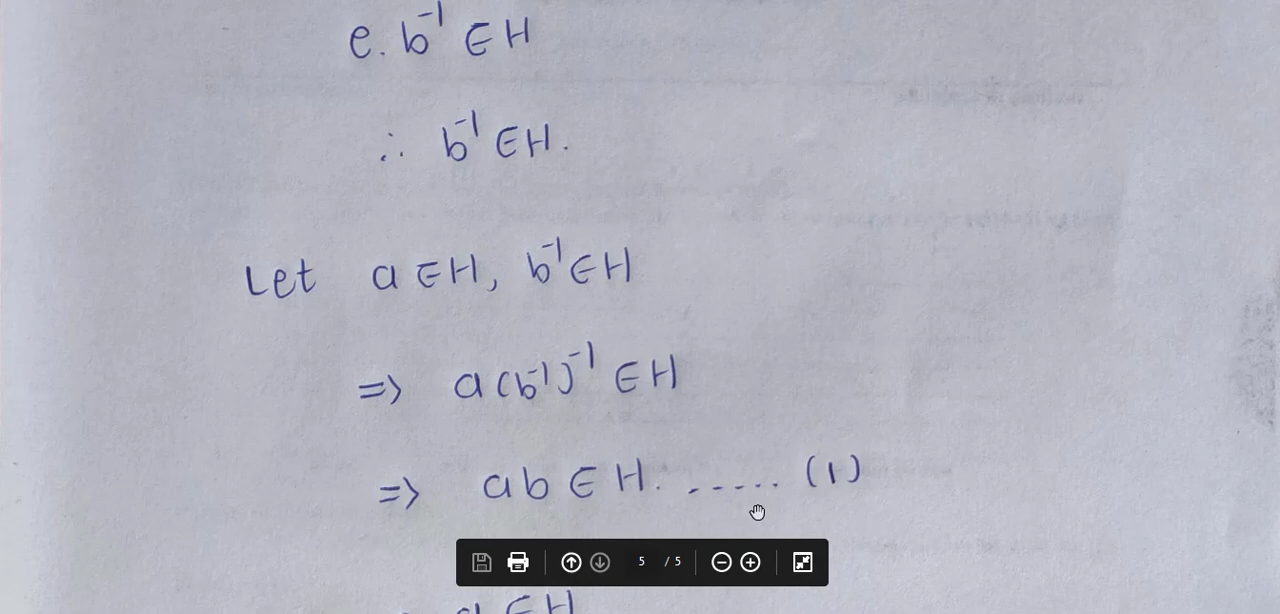 e. b⁻¹ ∈ H
∴ b⁻¹ ∈ H.
Let a ∈ H, b⁻¹ ∈ H
=> a(b⁻¹)⁻¹ ∈ H
=> ab ∈ H. ..... (1)
5 / 5
a ∈ H